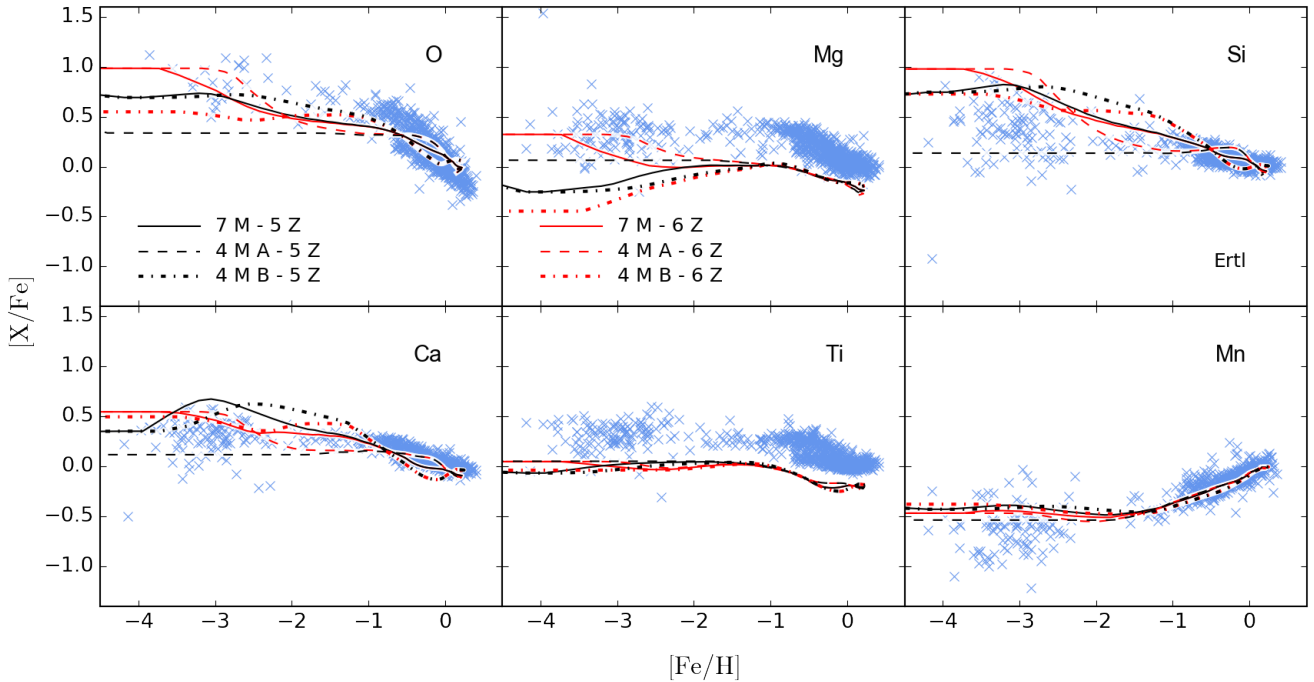 O
Mg
Si
1.5
1.0
0.5
0.0
−0.5
−1.0
7 M - 5 Z
4 M A - 5 Z
4 M B - 5 Z
7 M - 6 Z
4 M A - 6 Z
4 M B - 6 Z
Ertl
[X/Fe]
Ca
Ti
Mn
1.5
1.0
0.5
0.0
−0.5
−1.0
−4 −3 −2 −1 0
−4 −3 −2 −1 0
−4 −3 −2 −1 0
[Fe/H]